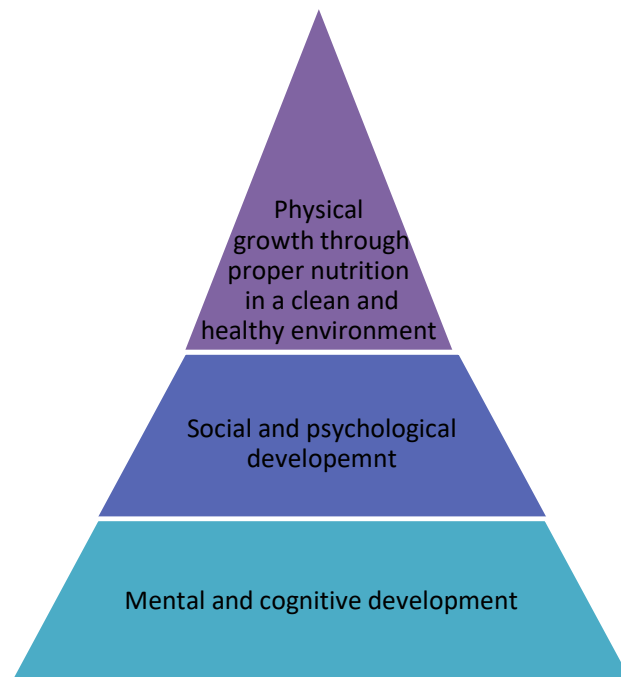 Physical
growth through
proper nutrition
in a clean and
healthy environment
Social and psychological
developemnt
Mental and cognitive development